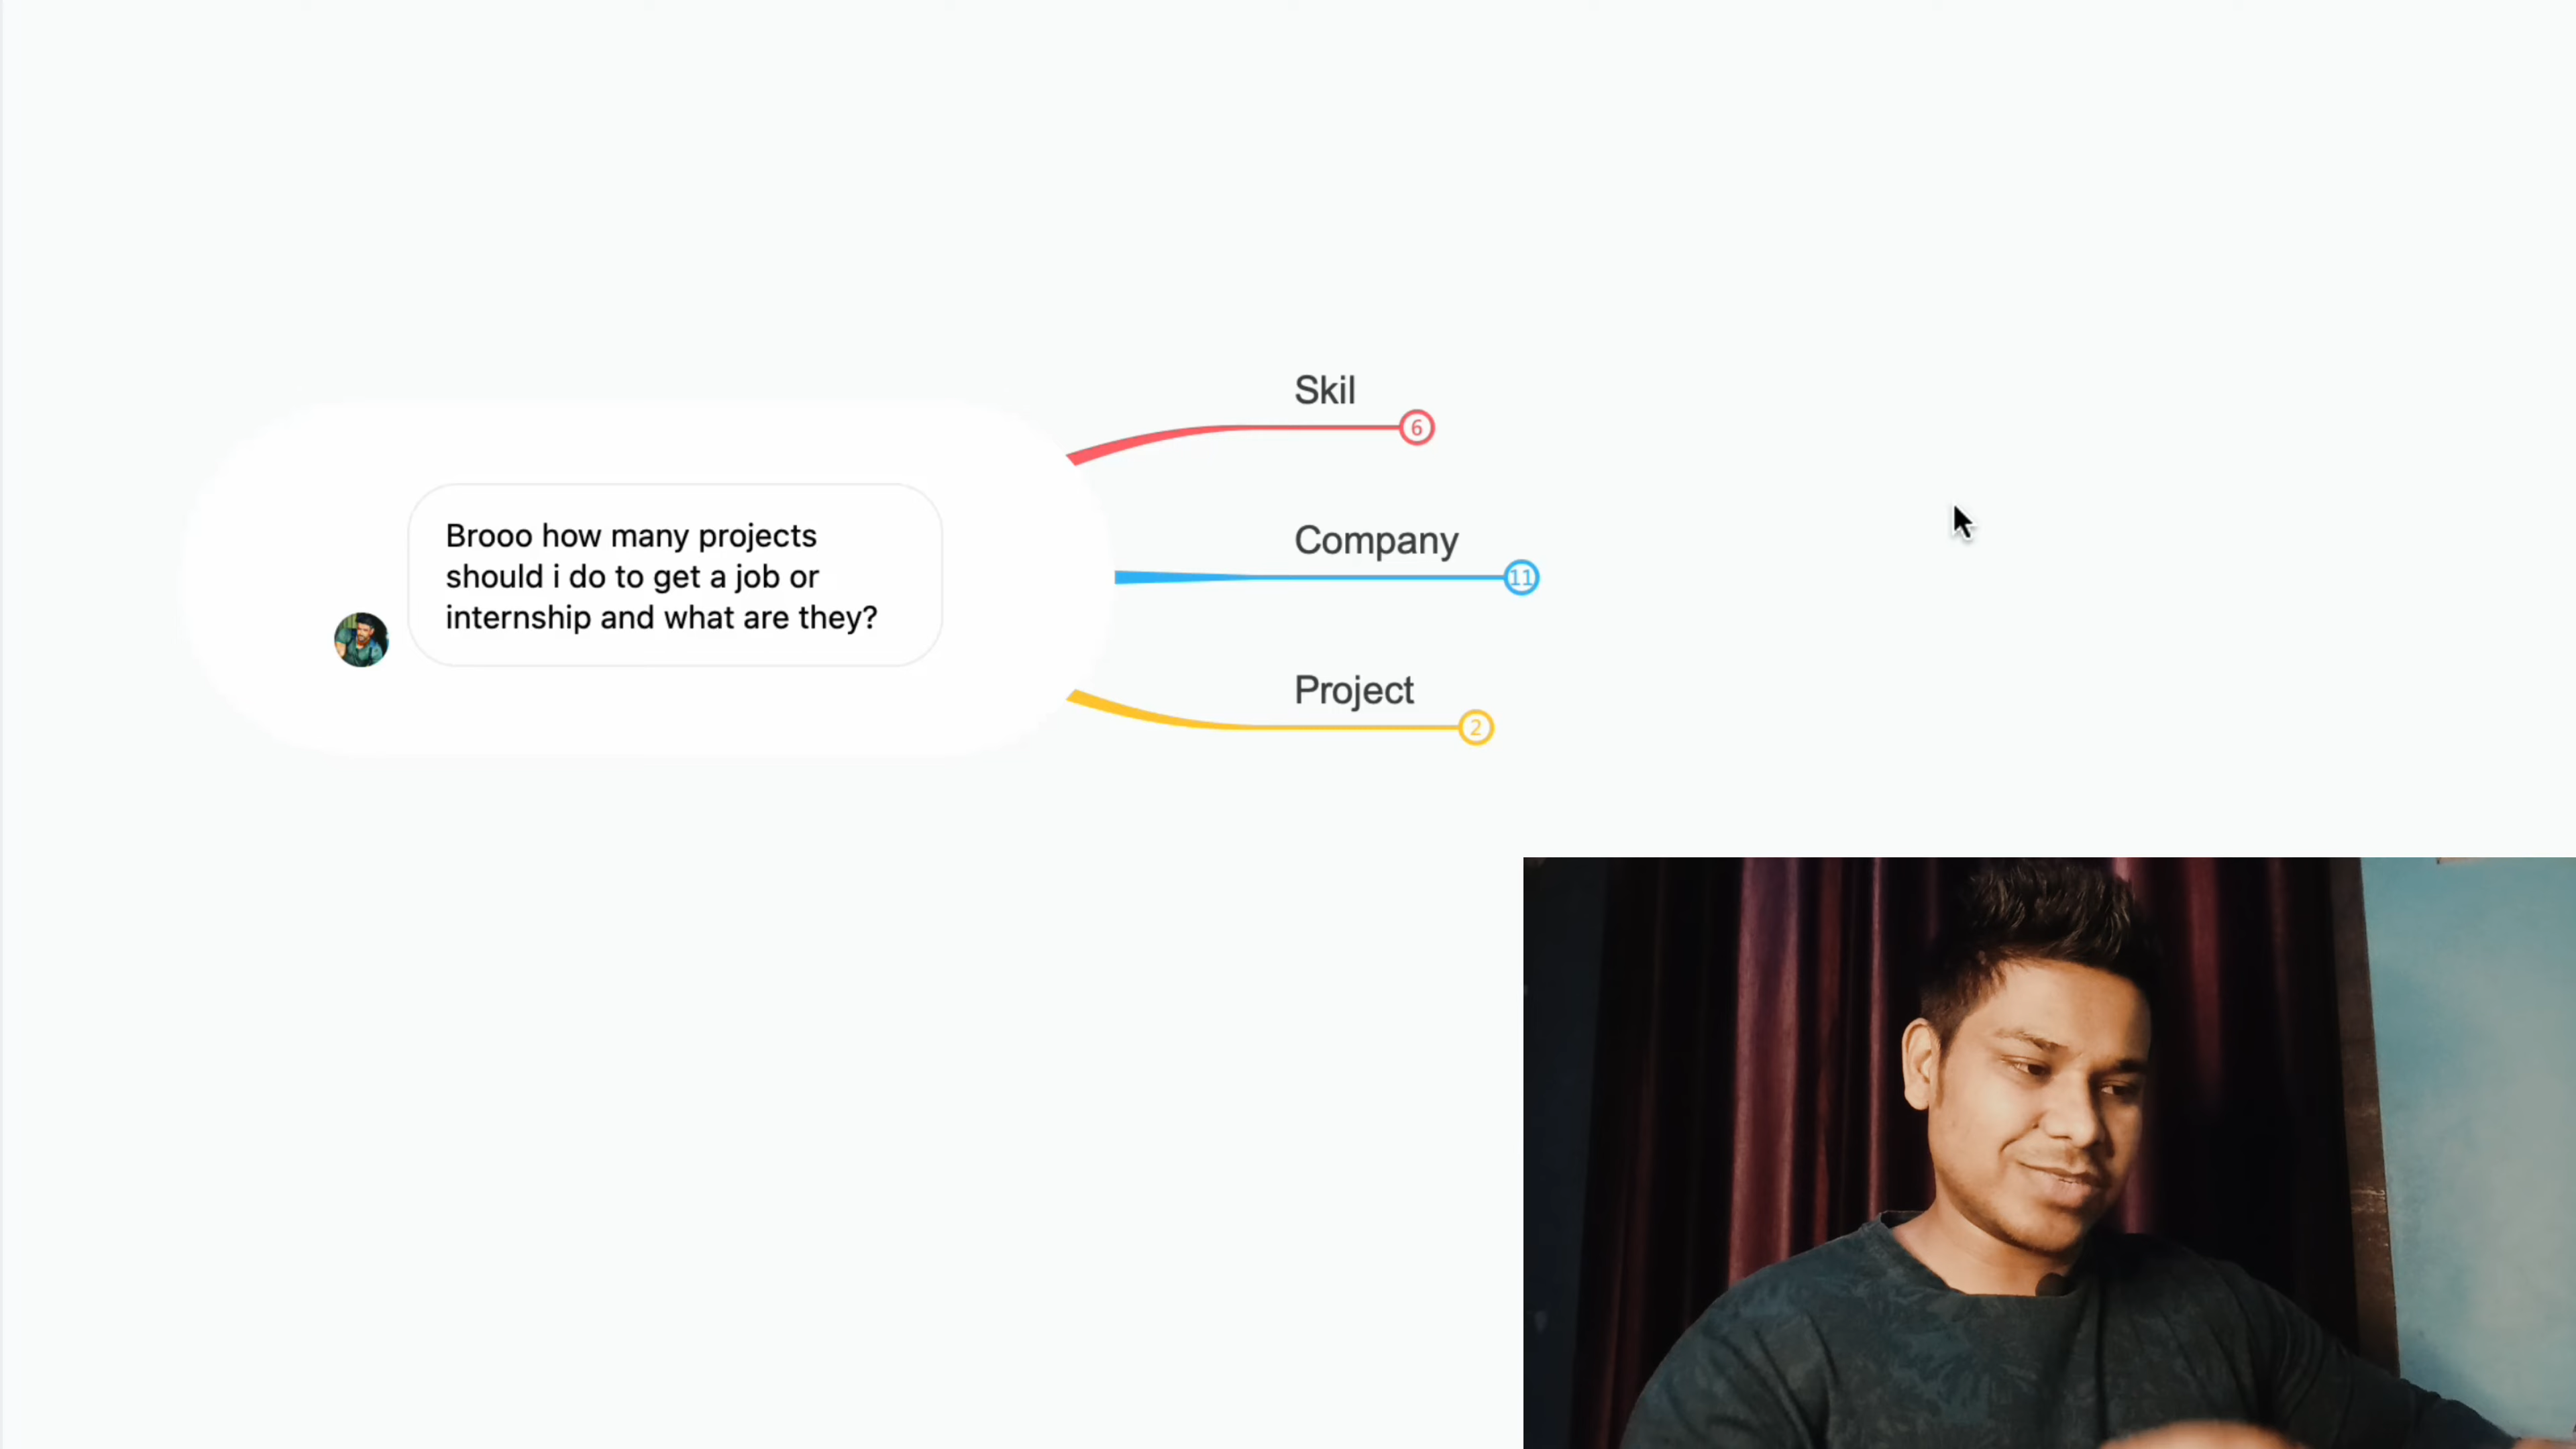 Brooo how many projects
should i do to get a job or
internship and what are they?
Skil
6
Company
11
Project
2